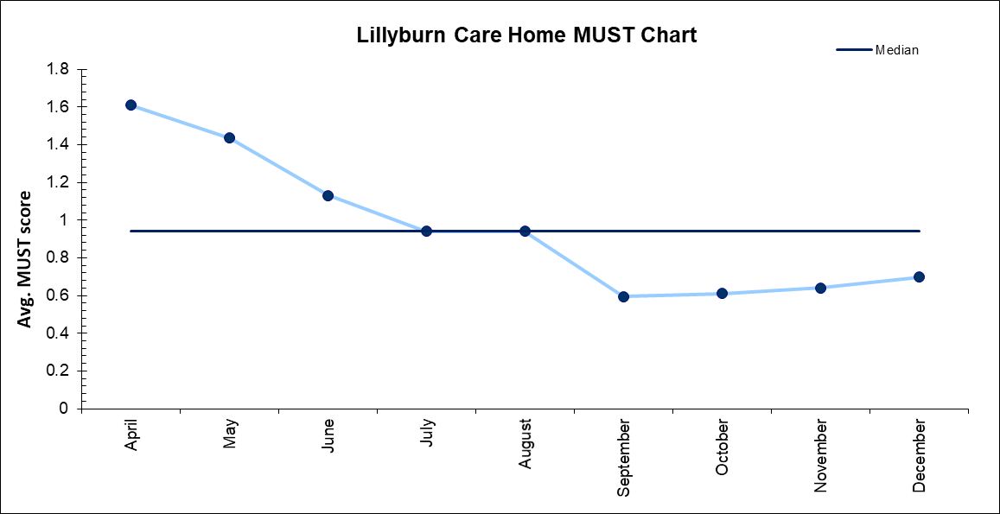 Lillyburn Care Home MUST Chart
Median
Avg. MUST score
1.8
1.6
1.4
1.2
1
0.8
0.6
0.4
0.2
0
April
May
June
July
August
September
October
November
December